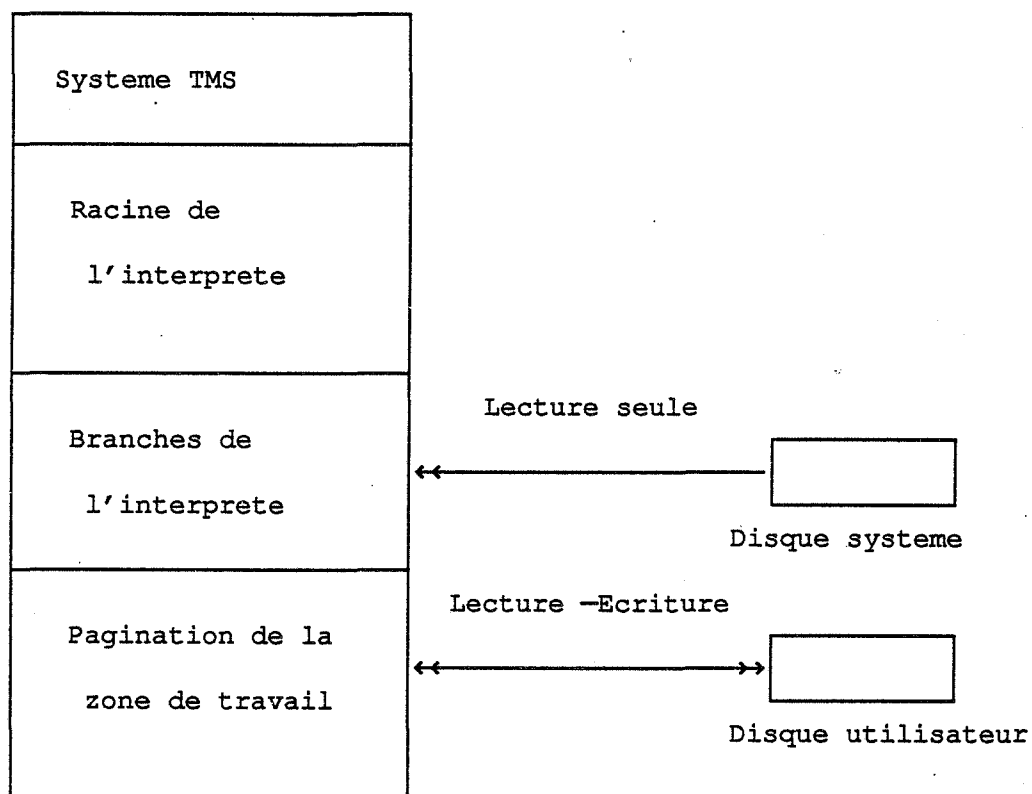 Systeme TMS
Racine de
l'interprete
Lecture seule
Branches de
l'interprete
Disque systeme
Lecture —Ecriture
Pagination de la
zone de travail
Disque utilisateur